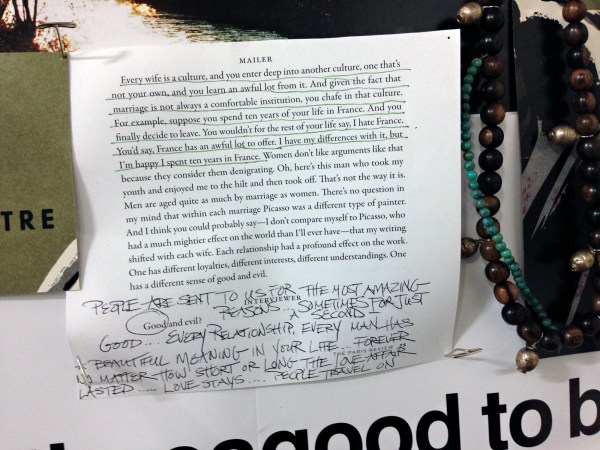 MAILER
Every wife is a culture, and you enter deep into another culture, one that's
not your own, and you learn an awful lot from it. And given the fact that
marriage is not always a comfortable institution, you chafe in that culture.
For example, suppose you spend ten years of your life in France. And you
finally decide to leave. You wouldn't for the rest of your life say, I hate France.
You'd say, France has an awful lot to offer. I have my differences with it, but
I'm happy I spent ten years in France. Women don't like arguments like that
because they consider them denigrating. Oh, here's this man who took my
youth and enjoyed me to the hilt and then took off. That's not the way it is.
Men are aged quite as much by marriage as women. There's no question in
my mind that within each marriage Picasso was a different type of painter.
And I think you could probably say—I don't compare myself to Picasso, who
had a much mightier effect on the world than I'll ever have—that my writing
shifted with each wife. Each relationship had a profound effect on the work.
One has different loyalties, different interests, different understandings. One
has a different sense of good and evil.
INTERVIEWER
Good and evil?
PEOPLE ARE SENT TO US FOR THE MOST AMAZING
REASONS... SOMETIMES FOR JUST
A SECOND!
GOOD.... EVERY RELATIONSHIP, EVERY MAN HAS
A BEAUTIFUL MEANING IN YOUR LIFE... FOREVER
NO MATTER HOW SHORT OR LONG THE LOVE AFFAIR
LASTED..... LOVE STAYS.... PEOPLE TRAVEL ON
THE PARIS REVIEW
TRE
good to b